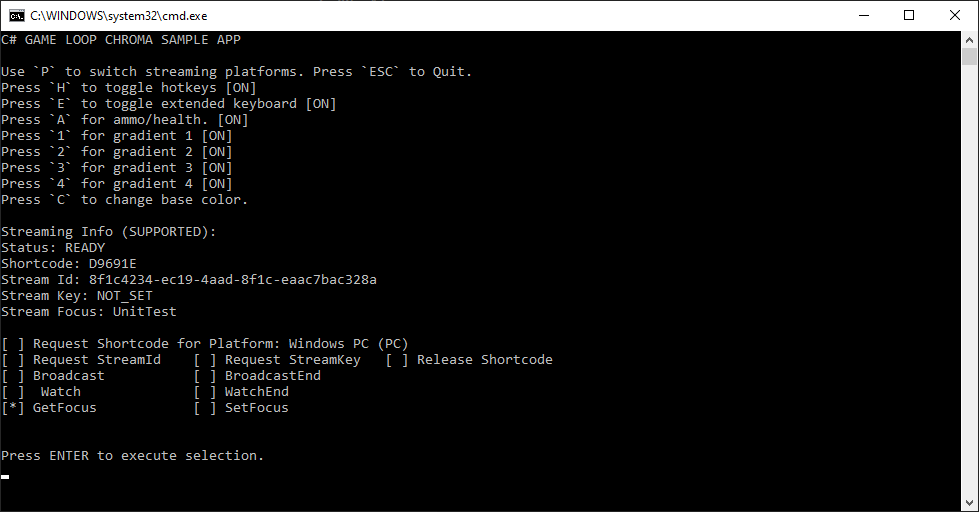 C:\WINDOWS\system32\cmd.exe
C# GAME LOOP CHROMA SAMPLE APP
Use `P` to switch streaming platforms. Press `ESC` to Quit.
Press `H` to toggle hotkeys [ON]
Press `E` to toggle extended keyboard [ON]
Press `A` for ammo/health. [ON]
Press `1` for gradient 1 [ON]
Press `2` for gradient 2 [ON]
Press `3` for gradient 3 [ON]
Press `4` for gradient 4 [ON]
Press `C` to change base color.
Streaming Info (SUPPORTED):
Status: READY
Shortcode: D9691E
Stream Id: 8f1c4234-ec19-4aad-8f1c-eaac7bac328a
Stream Key: NOT_SET
Stream Focus: UnitTest
[ ] Request Shortcode for Platform: Windows PC (PC)
[ ] Request StreamId    [ ] Request StreamKey   [ ] Release Shortcode
[ ] Broadcast           [ ] BroadcastEnd
[ ]  Watch              [ ] WatchEnd
[*] GetFocus            [ ] SetFocus
Press ENTER to execute selection.